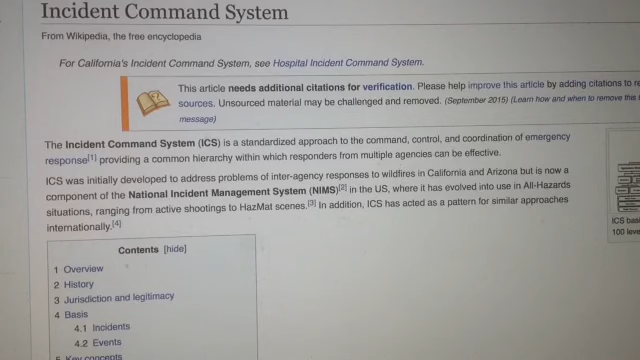 Incident Command System
From Wikipedia, the free encyclopedia
For California's Incident Command System, see Hospital Incident Command System.
This article needs additional citations for verification. Please help improve this article by adding citations to
sources. Unsourced material may be challenged and removed. (September 2015) (Learn how and when to remove this
message)
The Incident Command System (ICS) is a standardized approach to the command, control, and coordination of emergency
response[1] providing a common hierarchy within which responders from multiple agencies can be effective.
ICS was initially developed to address problems of inter-agency responses to wildfires in California and Arizona but is now a
component of the National Incident Management System (NIMS)[2] in the US, where it has evolved into use in All-Hazards
situations, ranging from active shootings to HazMat scenes.[3] In addition, ICS has acted as a pattern for similar approaches
internationally.[4]
ICS
100
Contents [hide]
1 Overview
2 History
3 Jurisdiction and legitimacy
4 Basis
4.1 Incidents
4.2 Events
5 Key concepts